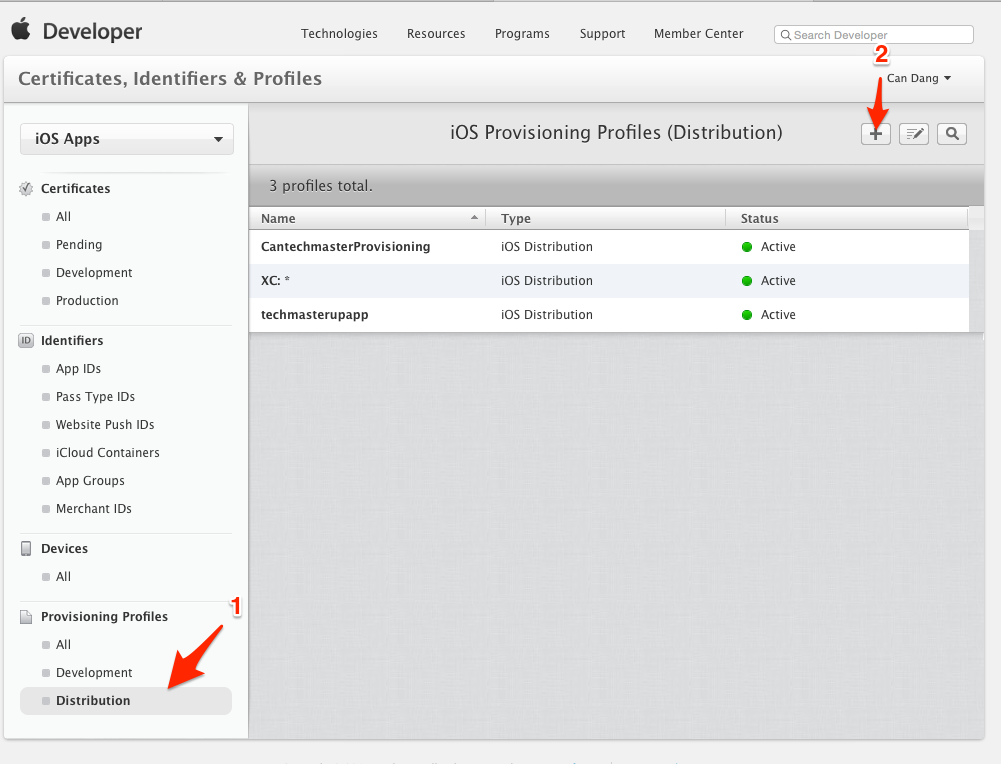 Developer
Technologies Resources Programs Support Member Center Search Developer
2
Certificates, Identifiers & Profiles Can Dang
iOS Apps
iOS Provisioning Profiles (Distribution)
3 profiles total.
Certificates
All
Pending
Development
Production
ID Identifiers
App IDs
Pass Type IDs
Website Push IDs
iCloud Containers
App Groups
Merchant IDs
Devices
All
Provisioning Profiles
All
Development
Distribution
1
Name Type Status
CantechmasterProvisioning iOS Distribution Active
XC: * iOS Distribution Active
techmasterupapp iOS Distribution Active